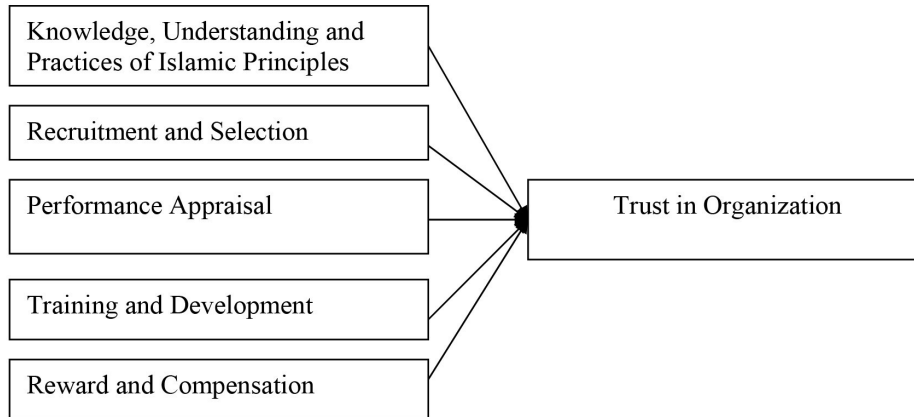 Knowledge, Understanding and
Practices of Islamic Principles
Recruitment and Selection
Performance Appraisal
Trust in Organization
Training and Development
Reward and Compensation